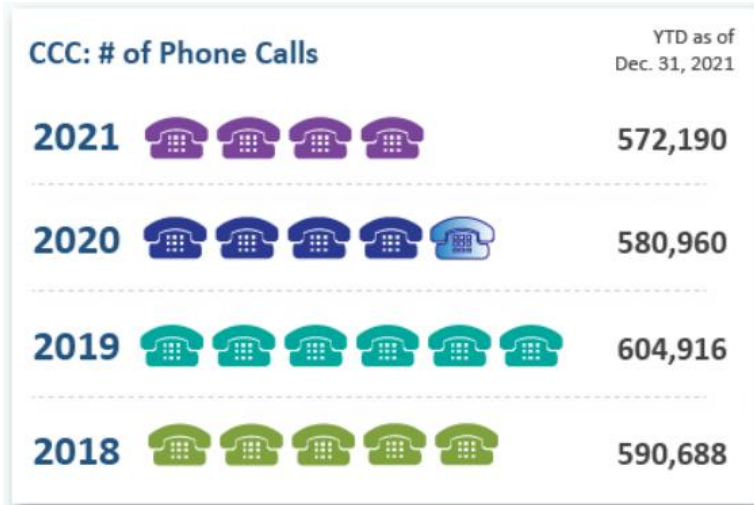 CCC: # of Phone Calls
YTD as of
Dec. 31, 2021
2021 572,190
2020 580,960
2019 604,916
2018 590,688